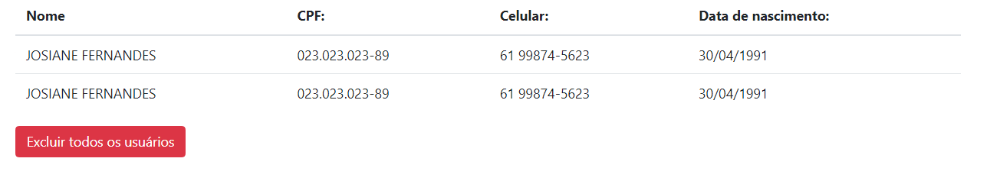 Nome CPF: Celular: Data de nascimento:
JOSIANE FERNANDES 023.023.023-89 61 99874-5623 30/04/1991
JOSIANE FERNANDES 023.023.023-89 61 99874-5623 30/04/1991
Excluir todos os usuários